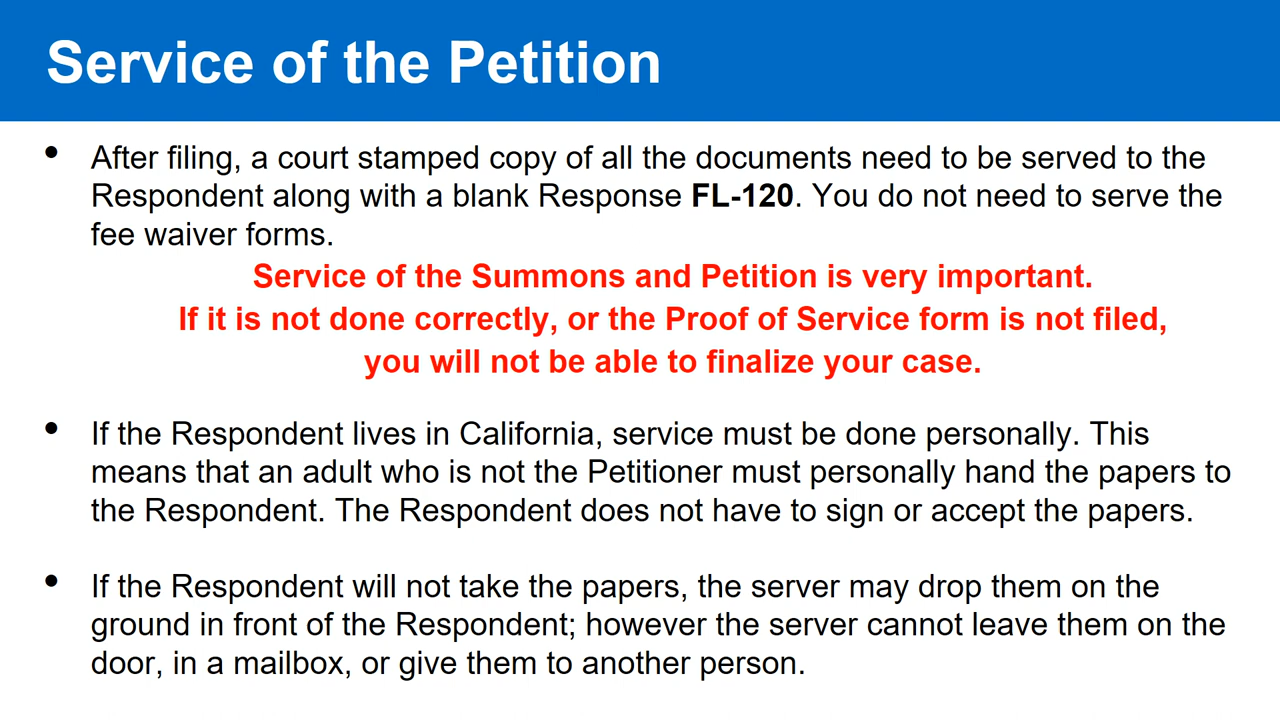 Service of the Petition
• After filing, a court stamped copy of all the documents need to be served to the
Respondent along with a blank Response FL-120. You do not need to serve the
fee waiver forms.
Service of the Summons and Petition is very important.
If it is not done correctly, or the Proof of Service form is not filed,
you will not be able to finalize your case.
• If the Respondent lives in California, service must be done personally. This
means that an adult who is not the Petitioner must personally hand the papers to
the Respondent. The Respondent does not have to sign or accept the papers.
• If the Respondent will not take the papers, the server may drop them on the
ground in front of the Respondent; however the server cannot leave them on the
door, in a mailbox, or give them to another person.